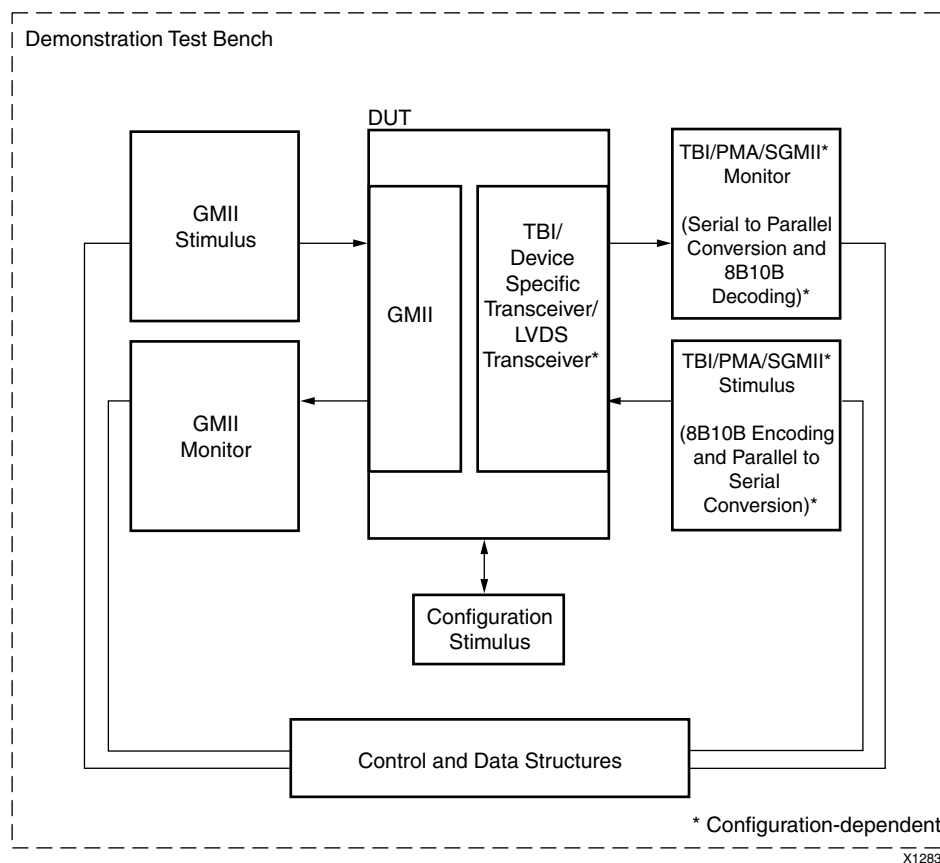 Demonstration Test Bench
DUT
GMII
Stimulus
GMII
Monitor
GMII
TBI/
Device
Specific
Transceiver/
LVDS
Transceiver*
TBI/PMA/SGMII*
Monitor
(Serial to Parallel
Conversion and
8B10B
Decoding)*
TBI/PMA/SGMII*
Stimulus
(8B10B Encoding
and Parallel to
Serial
Conversion)*
Configuration
Stimulus
Control and Data Structures
* Configuration-dependent
X1283